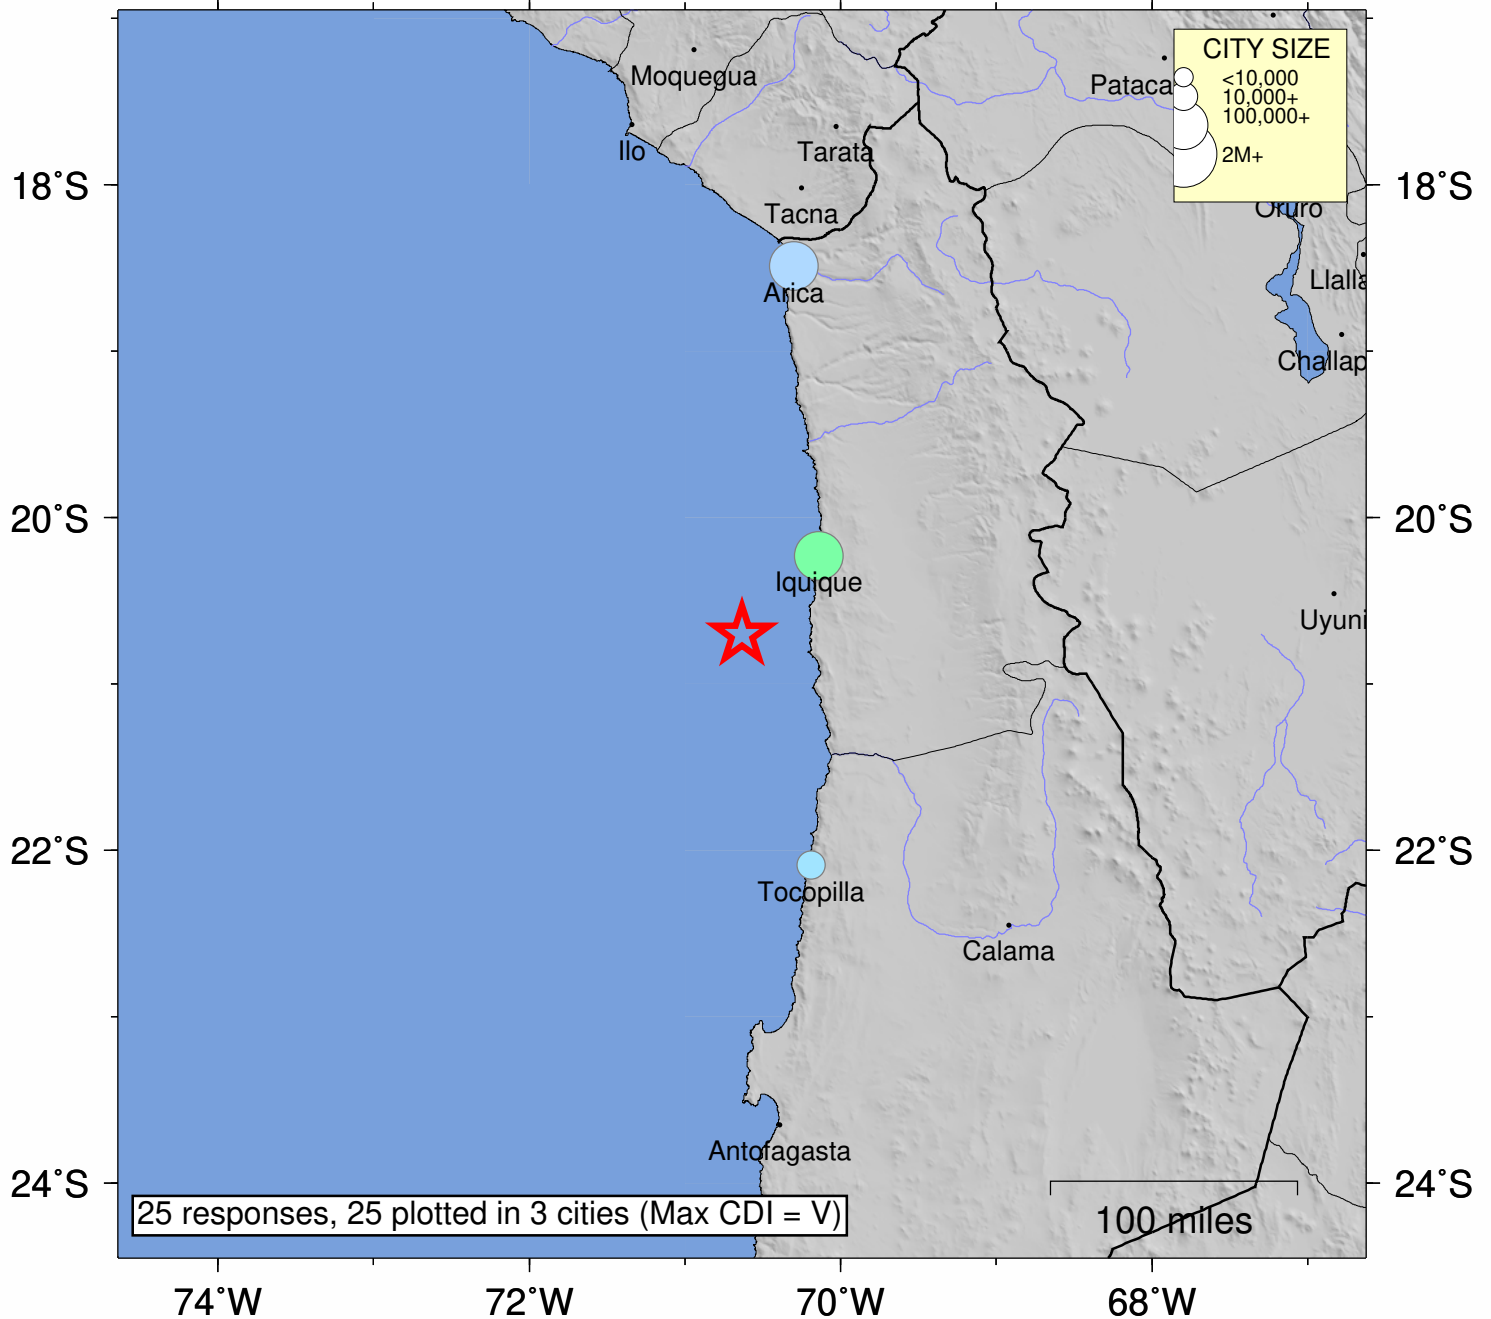 CITY SIZE
<10,000
10,000+
100,000+
2M+
Moquegua
Pataca
Ilo
Tarata
18°S
18°S
Tacna
Oruro
Arica
Llalla
Challap
20°S
20°S
Iquique
Uyuni
22°S
22°S
Tocopilla
Calama
Antofagasta
24°S
24°S
25 responses, 25 plotted in 3 cities (Max CDI = V)
100 miles
74°W
72°W
70°W
68°W